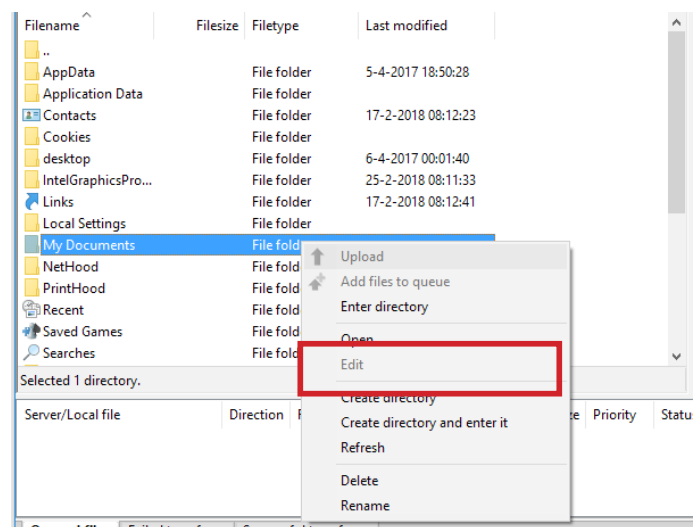 Filename Filesize Filetype Last modified
..
AppData File folder 5-4-2017 18:50:28
Application Data File folder
Contacts File folder 17-2-2018 08:12:23
Cookies File folder
desktop File folder 6-4-2017 00:01:40
IntelGraphicsPro... File folder 25-2-2018 08:11:33
Links File folder 17-2-2018 08:12:41
Local Settings File folder
My Documents File fold
NetHood File fold
PrintHood File fold
Recent File fold
Saved Games File fold
Searches File fold
Selected 1 directory.
Server/Local file Direction ze Priority Statu
Upload
Add files to queue
Enter directory
Open
Edit
Create directory
Create directory and enter it
Refresh
Delete
Rename